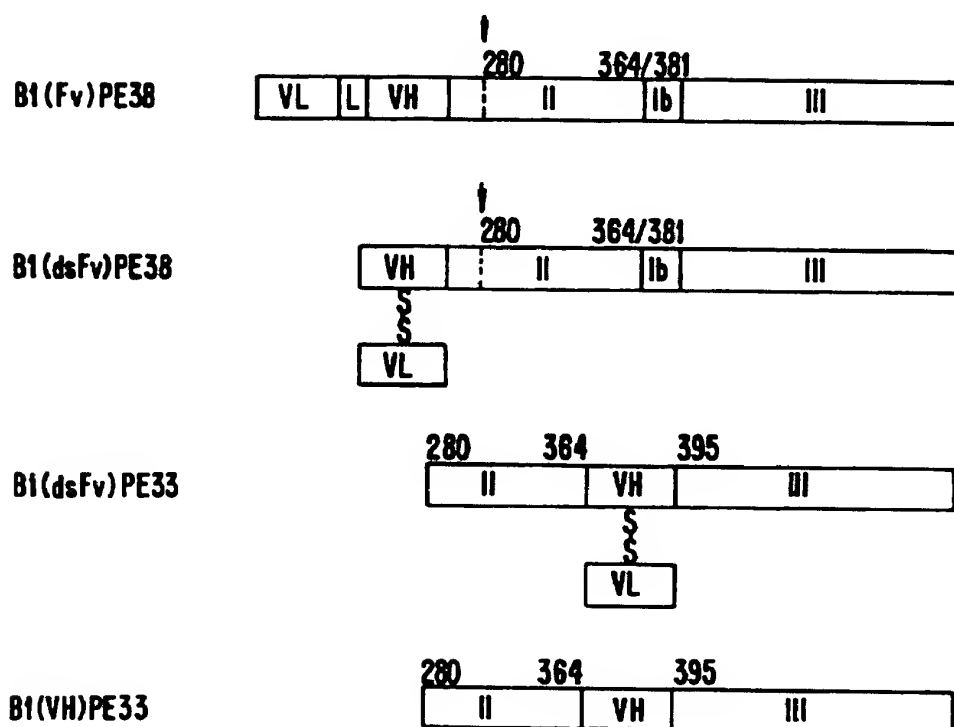 280 364/381
B1(Fv)PE38 VL L VH II Ib III
280 364/381
B1(dsFv)PE38 VH II Ib III
S
S
VL
280 364 395
B1(dsFv)PE33 II VH III
S
S
VL
280 364 395
B1(VH)PE33 II VH III